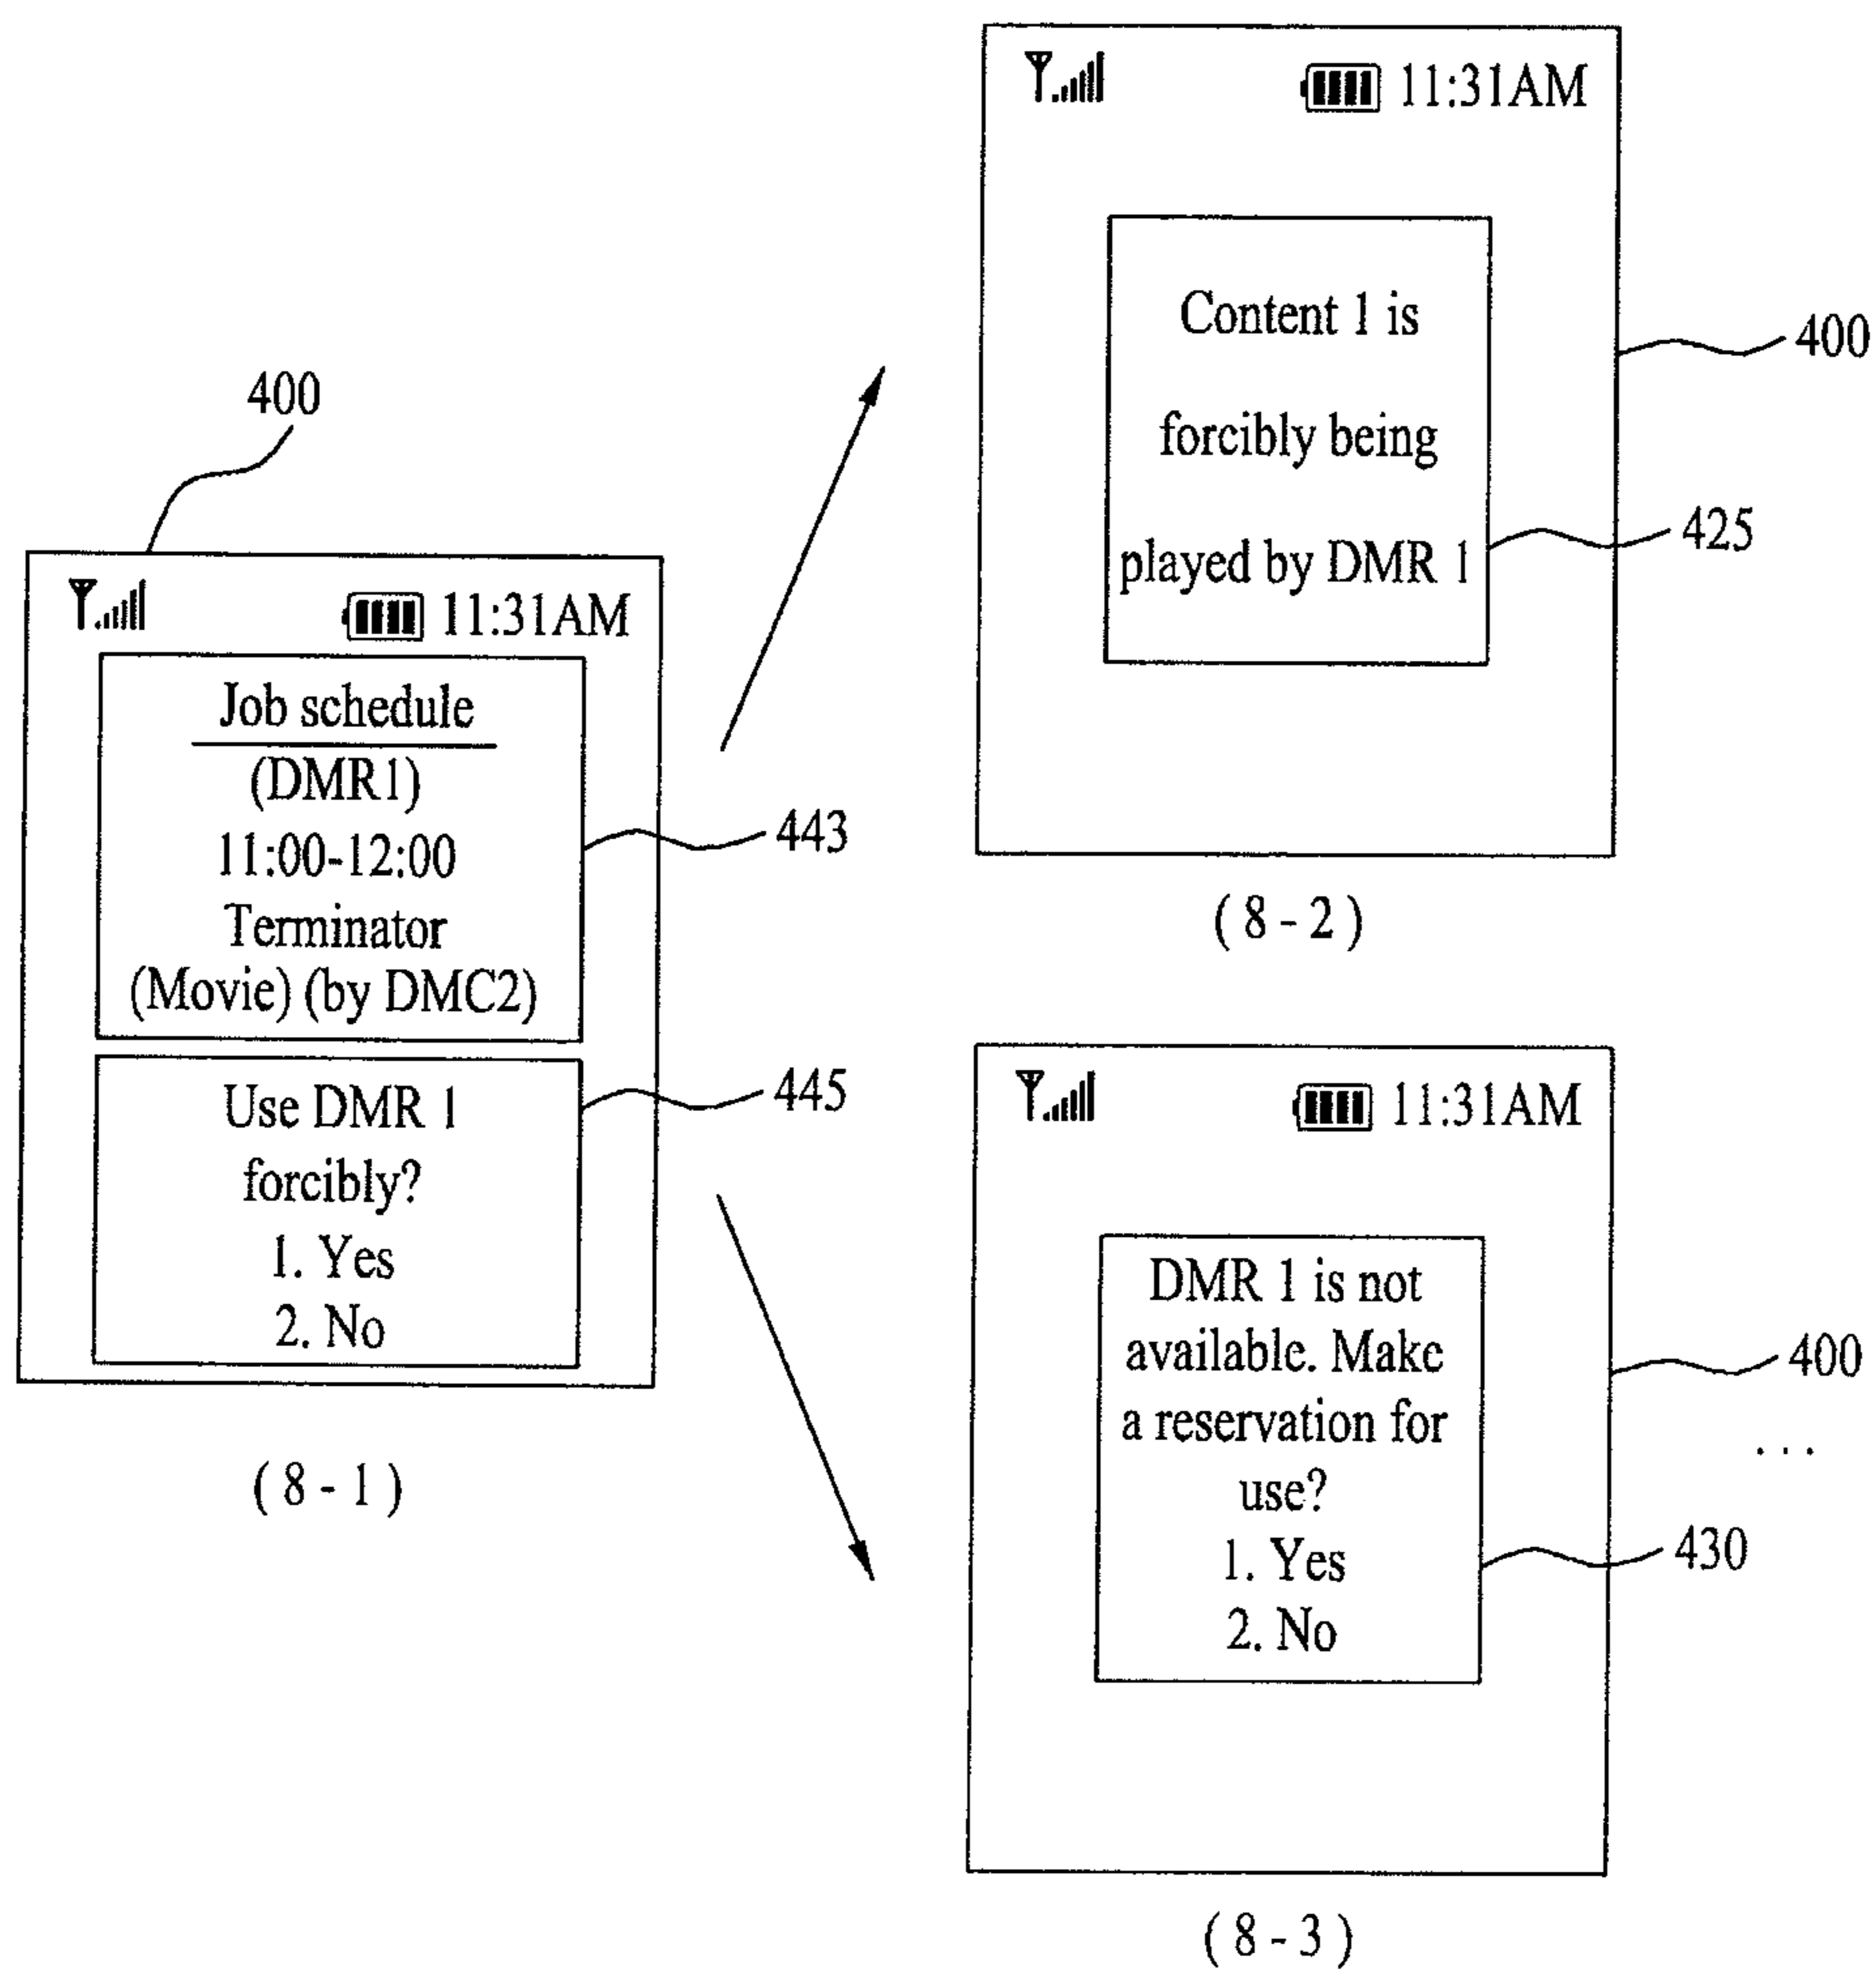 400
11:31AM
Job schedule
(DMR1)
11:00-12:00
Terminator
(Movie) (by DMC2)
443
Use DMR 1
forcibly?
1. Yes
2. No
445
(8-1)
11:31AM
Content 1 is
forcibly being
played by DMR 1
400
425
(8-2)
11:31AM
DMR 1 is not
available. Make
a reservation for
use?
1. Yes
2. No
400
...
430
(8-3)